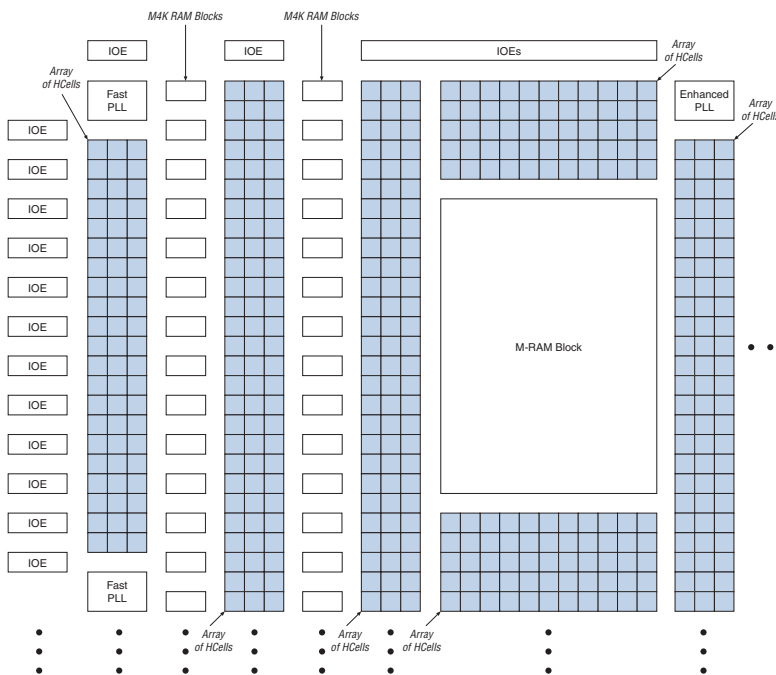 M4K RAM Blocks
M4K RAM Blocks
IOE
IOE
IOEs
Array
of HCells
Array
of HCells
Fast
PLL
Enhanced
PLL
Array
of HCells
IOE
IOE
IOE
IOE
IOE
IOE
M-RAM Block
IOE
IOE
IOE
IOE
IOE
IOE
Fast
PLL
Array
of HCells
Array
of HCells
Array
of HCells